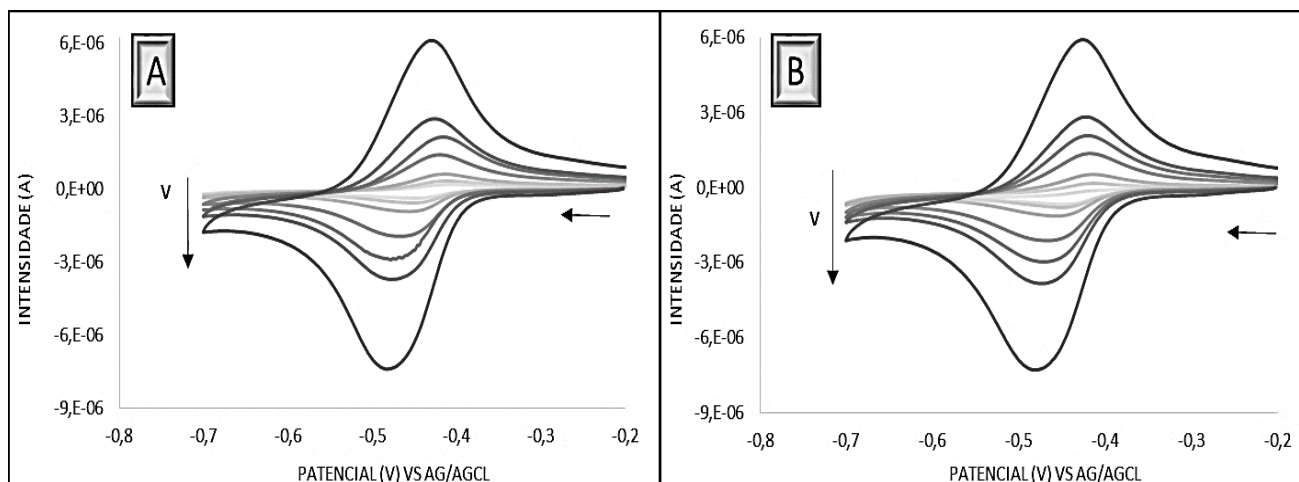 A
6,E-06
3,E-06
0,E+00
-3,E-06
-6,E-06
-9,E-06
INTENSIDADE (A)
v
-0,8
-0,7
-0,6
-0,5
-0,4
-0,3
-0,2
PATENCIAL (V) VS AG/AGCL
B
6,E-06
3,E-06
0,E+00
-3,E-06
-6,E-06
-9,E-06
INTENSIDADE (A)
v
-0,8
-0,7
-0,6
-0,5
-0,4
-0,3
-0,2
PATENCIAL (V) VS AG/AGCL